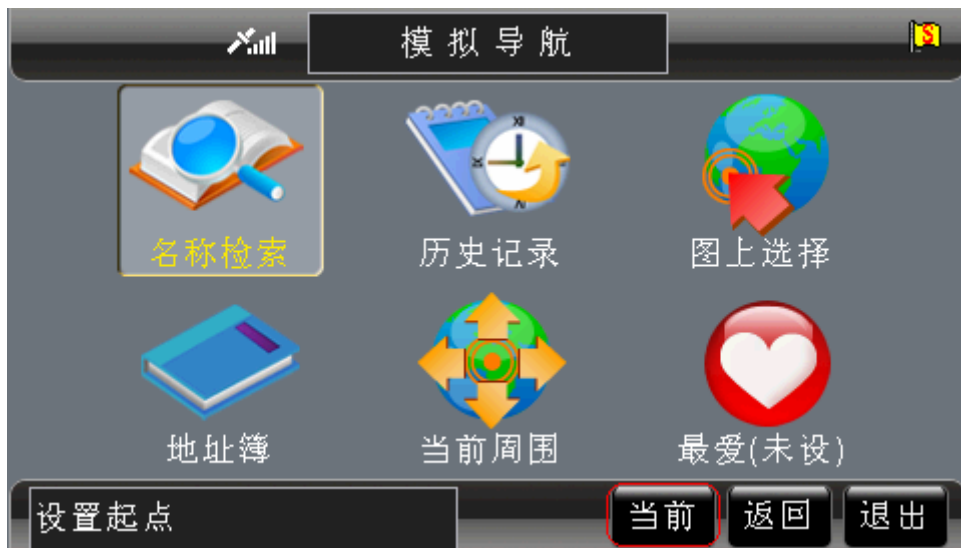 模拟导航
S
名称检索
历史记录
图上选择
地址簿
当前周围
最爱(未设)
设置起点
当前
返回
退出